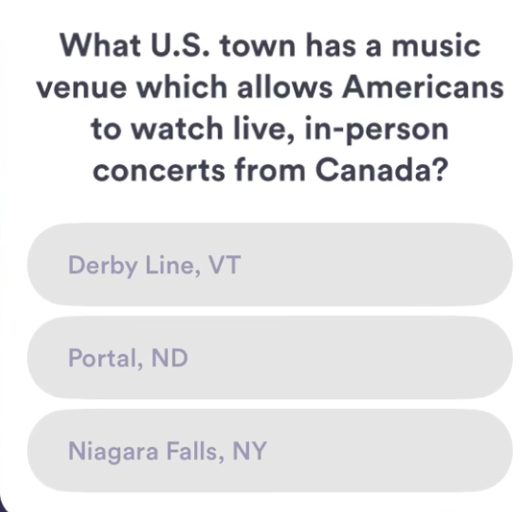 What U.S. town has a music
venue which allows Americans
to watch live, in-person
concerts from Canada?
Derby Line, VT
Portal, ND
Niagara Falls, NY